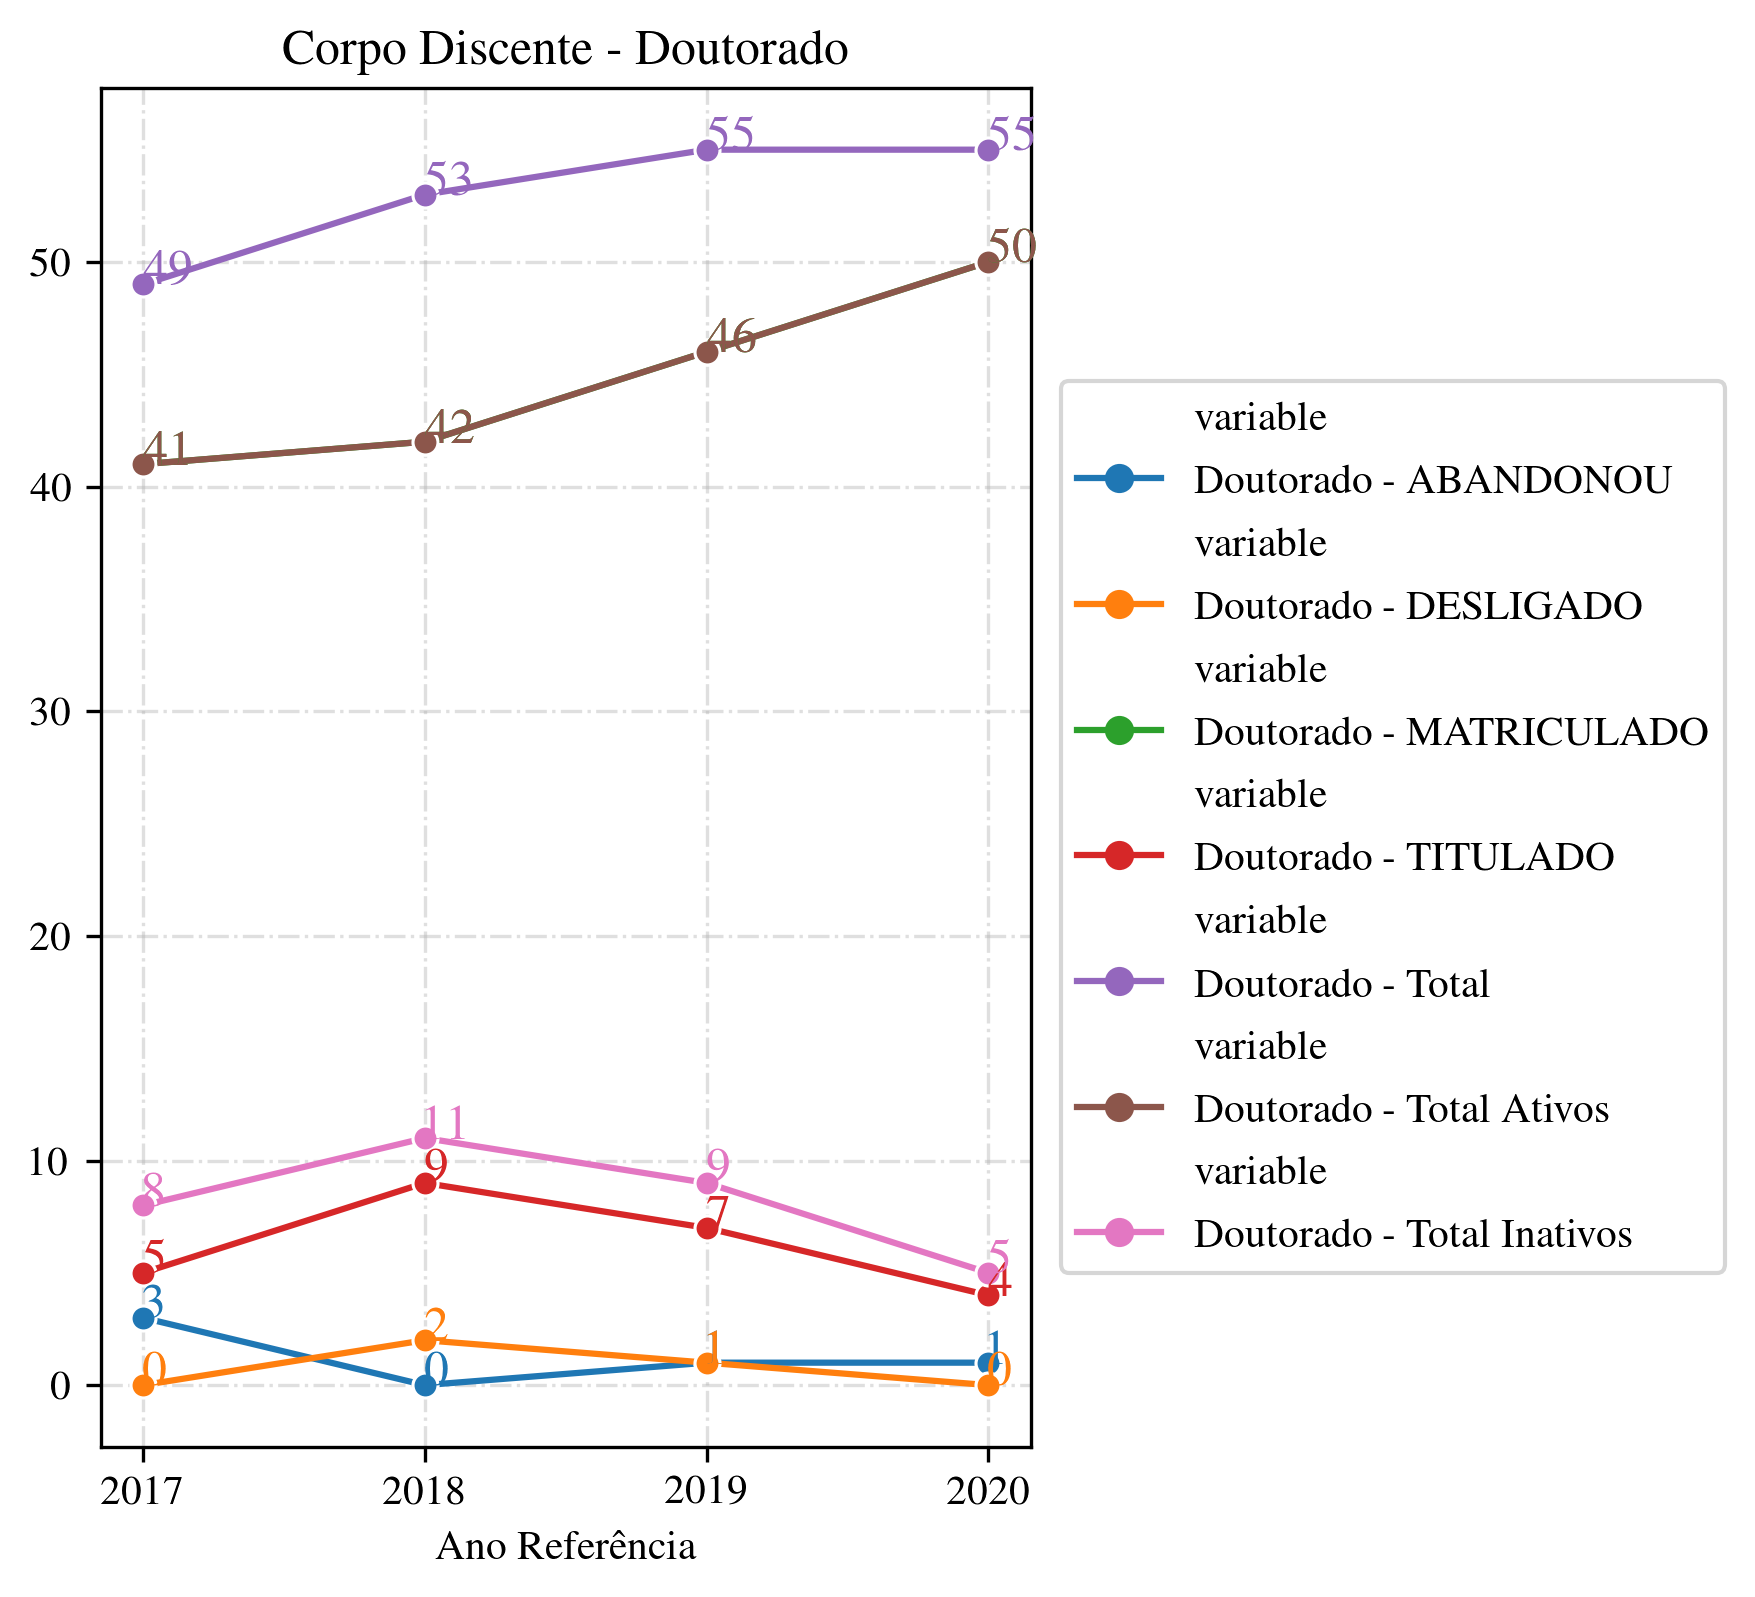 Corpo Discente - Doutorado
55
55
53
50
50
49
46
42
41
40
30
20
11
10
9
9
8
7
5
5
4
3
2
1
1
0
0
0
0
2017
2018
2019
2020
Ano Referência
variable
Doutorado - ABANDONOU
variable
Doutorado - DESLIGADO
variable
Doutorado - MATRICULADO
variable
Doutorado - TITULADO
variable
Doutorado - Total
variable
Doutorado - Total Ativos
variable
Doutorado - Total Inativos